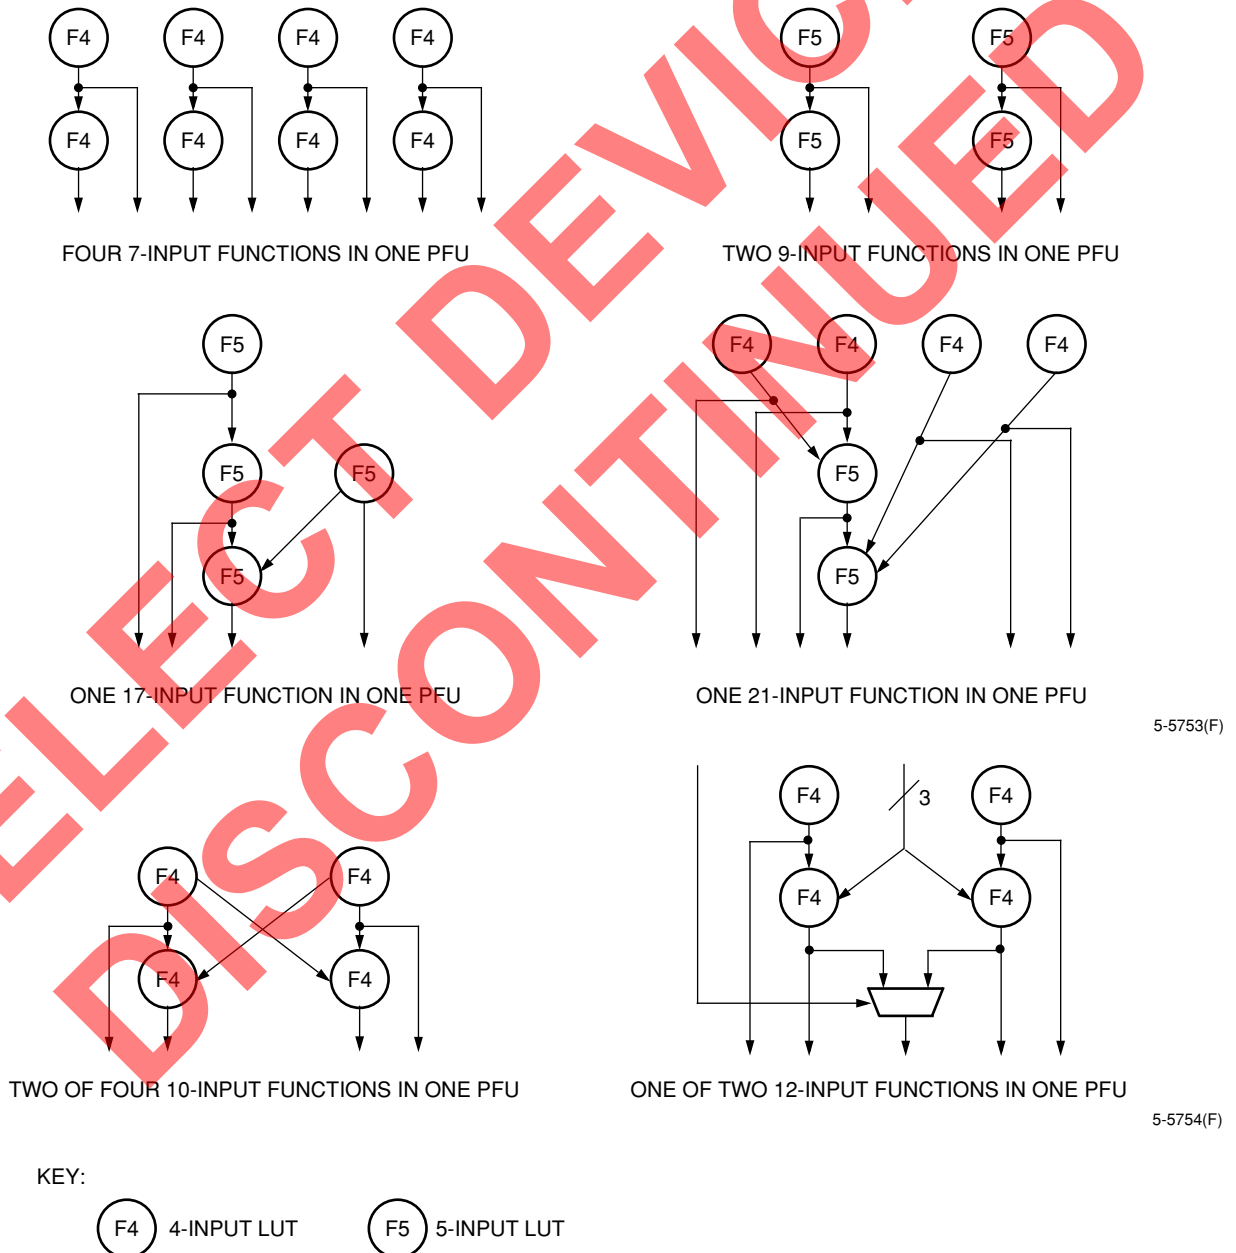 F4 F4 F4 F4
F5 F5
F4 F4 F4 F4
F5 F5
FOUR 7-INPUT FUNCTIONS IN ONE PFU
TWO 9-INPUT FUNCTIONS IN ONE PFU
F5
F4 F4 F4 F4
F5 F5
F5
F5
F5
ONE 17-INPUT FUNCTION IN ONE PFU
ONE 21-INPUT FUNCTION IN ONE PFU
5-5753(F)
F4 F4
F4 F4
TWO OF FOUR 10-INPUT FUNCTIONS IN ONE PFU
F4 3 F4
F4 F4
ONE OF TWO 12-INPUT FUNCTIONS IN ONE PFU
5-5754(F)
KEY:
F4 4-INPUT LUT
F5 5-INPUT LUT
DISCONTINUED